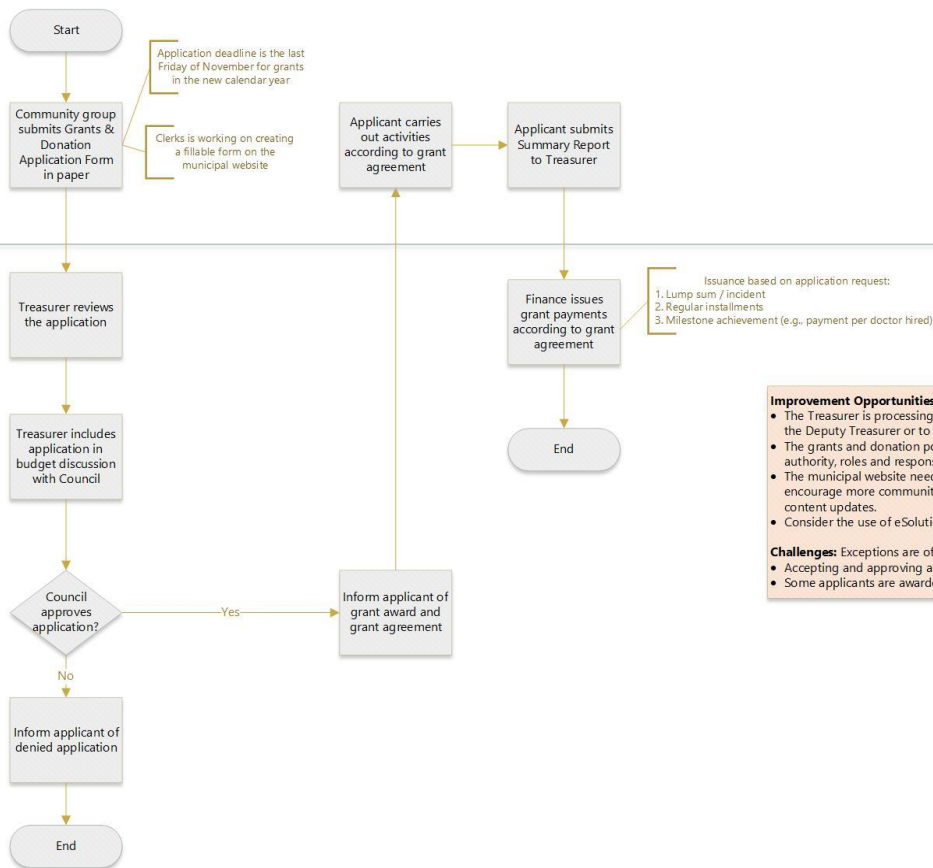 Start
Application deadline is the last
Friday of November for grants
in the new calendar year
Community group
submits Grants &
Donation
Application Form
in paper
Clerks is working on creating
a fillable form on the
municipal website
Applicant carries
out activities
according to grant
agreement
Applicant submits
Summary Report
to Treasurer
Treasurer reviews
the application
Finance issues
grant payments
according to grant
agreement
Issuance based on application request:
1. Lump sum / incident
2. Regular installments
3. Milestone achievement (e.g., payment per doctor hired)
Treasurer includes
application in
budget discussion
with Council
End
Improvement Opportunities
• The Treasurer is processing
the Deputy Treasurer or to
• The grants and donation
authority, roles and
• The municipal website
encourage more
content updates.
• Consider the use of
Challenges: Exceptions are
• Accepting and approving
• Some applicants are
Council
approves
application?
Yes
Inform applicant of
grant award and
grant agreement
No
Inform applicant of
denied application
End